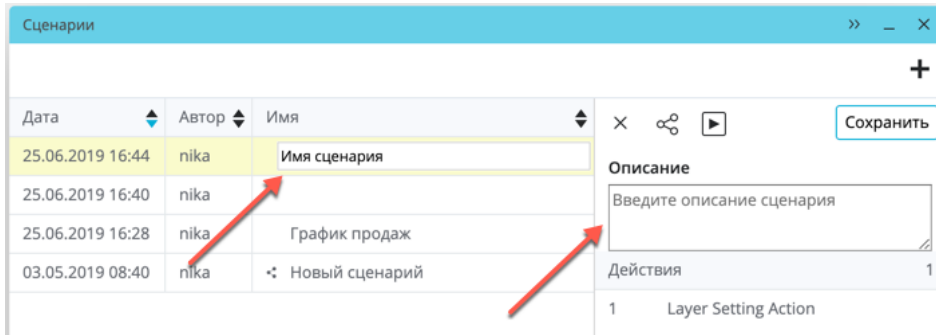 Сценарии
Дата Автор Имя
25.06.2019 16:44 nika Имя сценария
25.06.2019 16:40 nika
25.06.2019 16:28 nika График продаж
03.05.2019 08:40 nika Новый сценарий
Сохранить
Описание
Введите описание сценария
Действия 1
1 Layer Setting Action